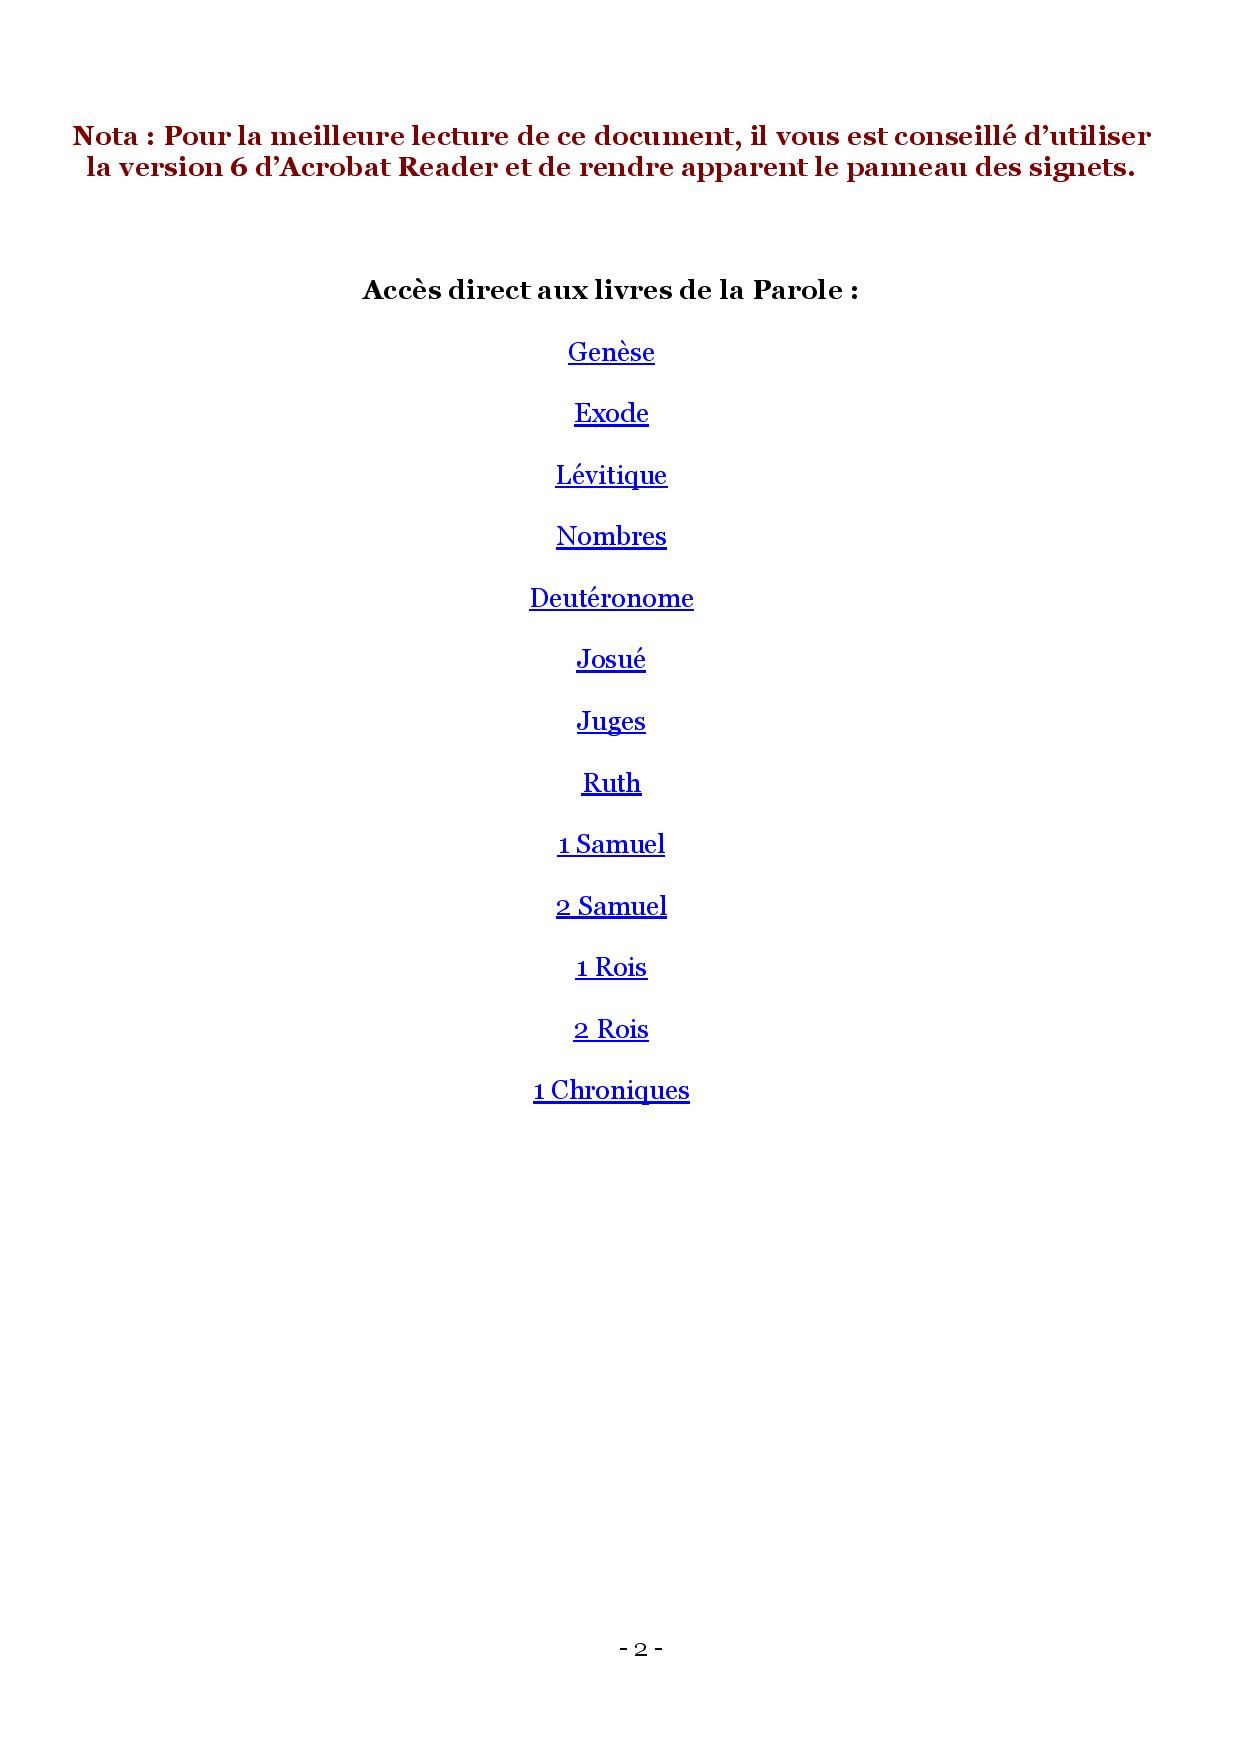 Nota : Pour la meilleure lecture de ce document, il vous est conseillé d’utiliser
la version 6 d’Acrobat Reader et de rendre apparent le panneau des signets.
Accès direct aux livres de la Parole :
Genèse
Exode
Lévitique
Nombres
Deutéronome
Josué
Juges
Ruth
1 Samuel
2 Samuel
1 Rois
2 Rois
1 Chroniques
- 2 -